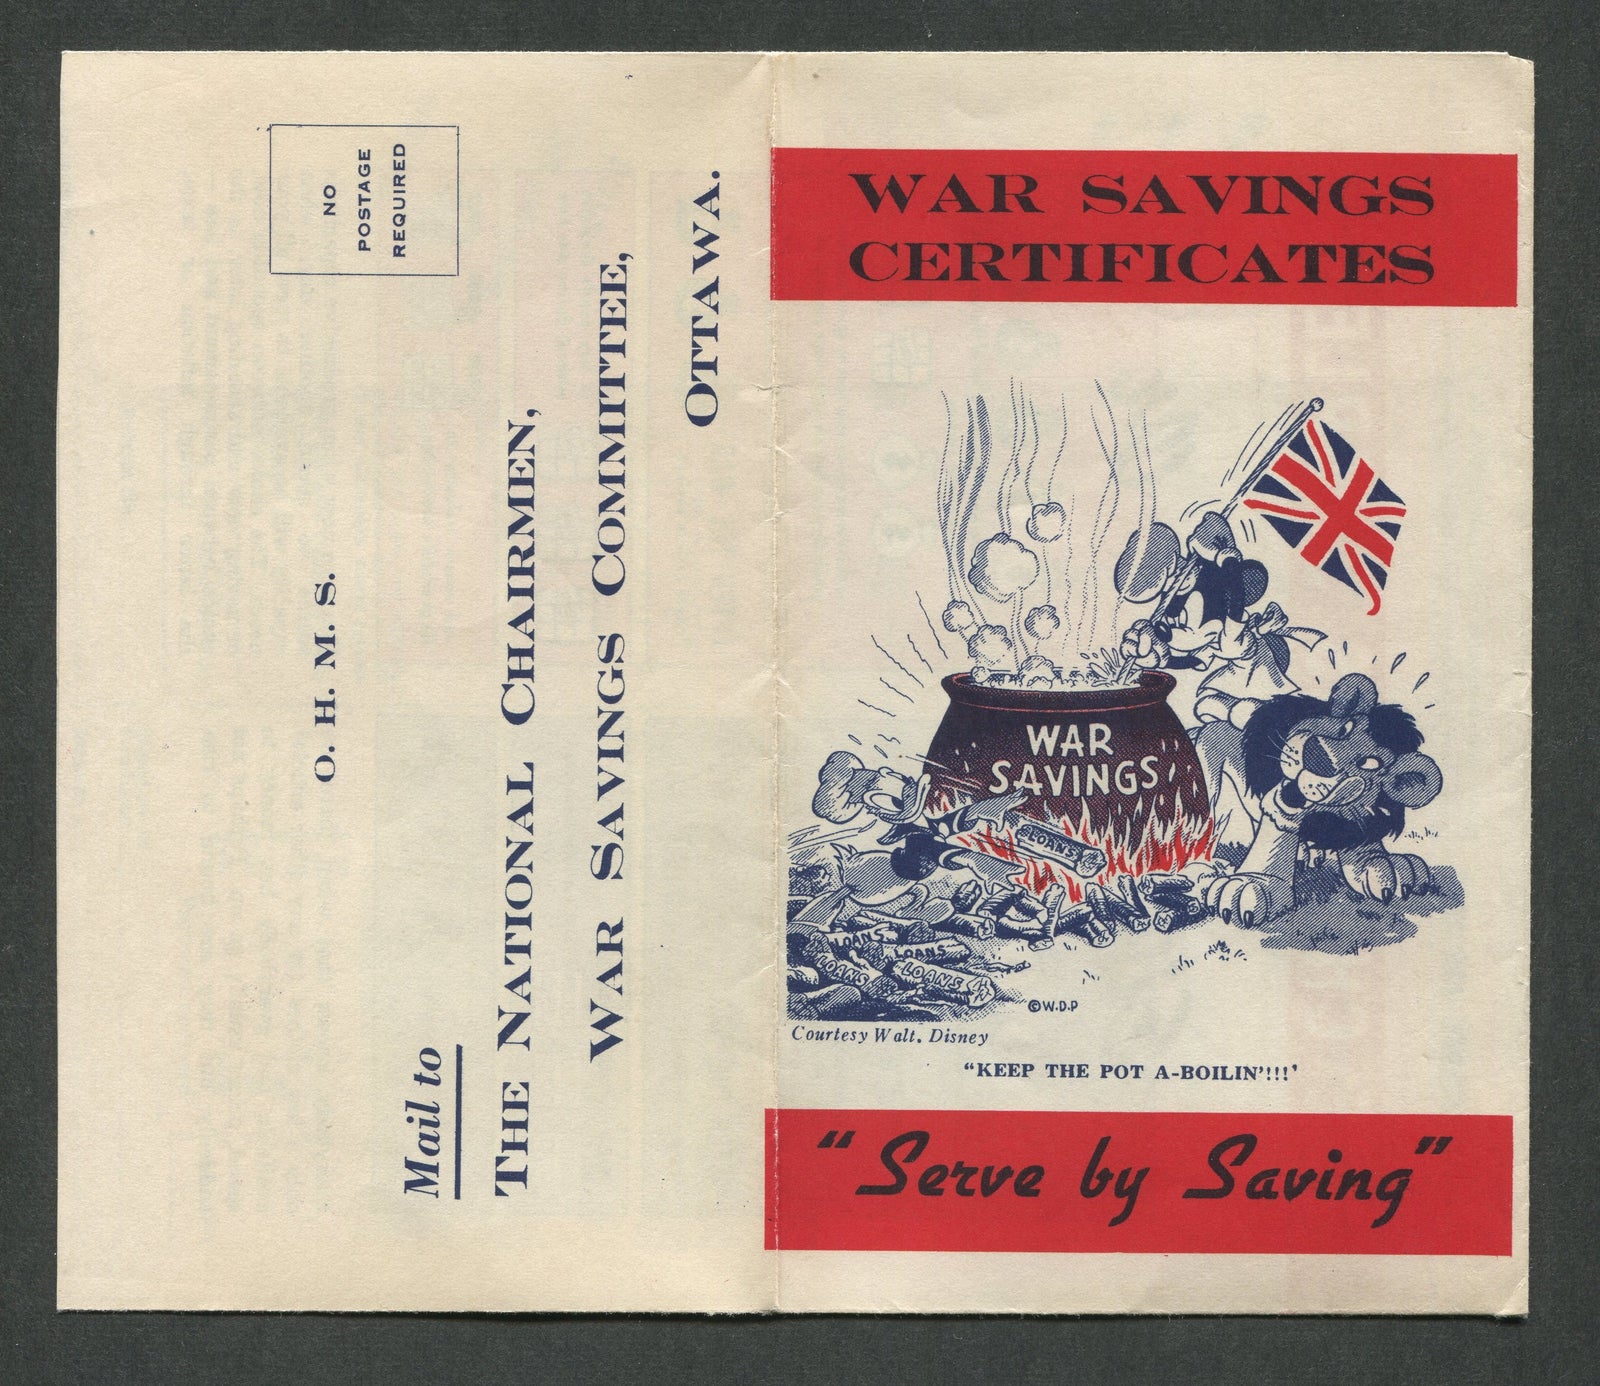 NO
POSTAGE
REQUIRED
O. H. M. S.
Mail to
THE NATIONAL CHAIRMEN,
WAR SAVINGS COMMITTEE,
OTTAWA.
WAR SAVINGS
CERTIFICATES
WAR
SAVINGS
LOANS
LOANS
LOANS
LOANS
LOANS
©W.D.P
Courtesy Walt. Disney
“KEEP THE POT A-BOILIN'!!!'
“Serve by Saving”